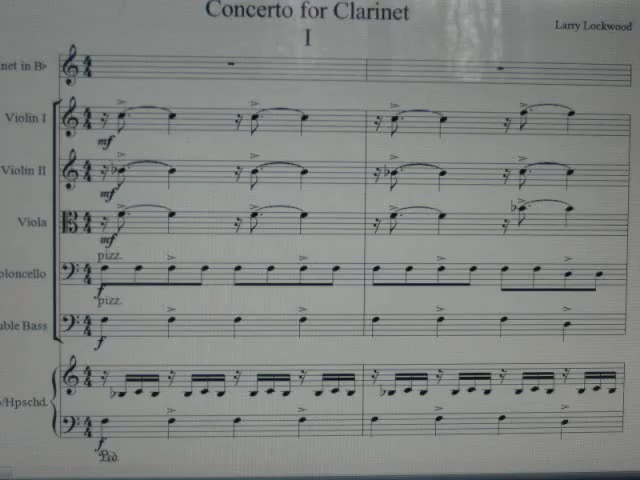 Concerto for Clarinet
Larry Lockwood
I
net in B♭
Violin I
mf
Violin II
mf
Viola
mf
pizz.
oloncello
f
pizz.
uble Bass
f
o/Hpschd.
f
Ped.